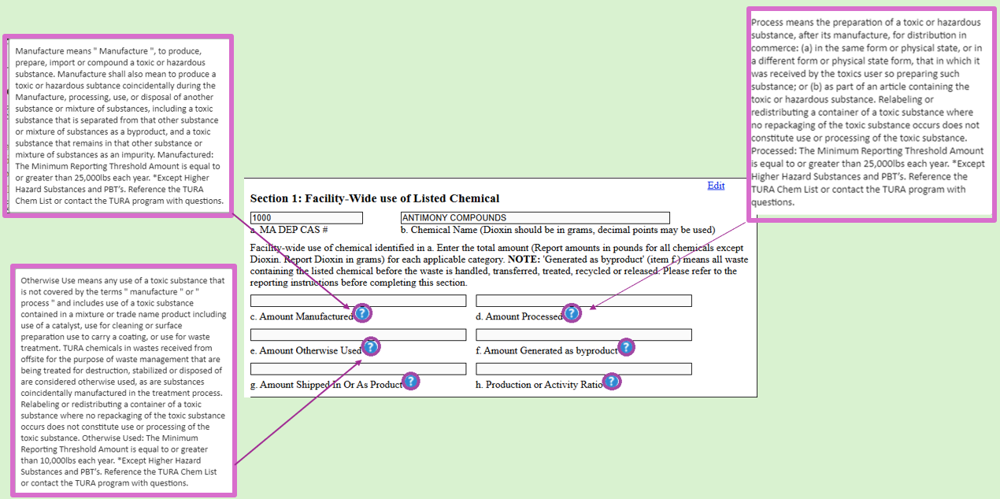 Manufacture means " Manufacture ", to produce,
prepare, import or compound a toxic or hazardous
substance. Manufacture shall also mean to produce a
toxic or hazardous subtance coincidentally during the
Manufacture, processing, use, or disposal of another
substance or mixture of substances, including a toxic
substance that is separated from that other substance
or mixture of substances as a byproduct, and a toxic
substance that remains in that other substance or
mixture of substances as an impurity. Manufactured:
The Minimum Reporting Threshold Amount is equal to
or greater than 25,000lbs each year. *Except Higher
Hazard Substances and PBT's. Reference the TURA
Chem List or contact the TURA program with questions.
Process means the preparation of a toxic or hazardous
substance, after its manufacture, for distribution in
commerce: (a) in the same form or physical state, or in
a different form or physical state form, that in which it
was received by the toxics user so preparing such
substance; or (b) as part of an article containing the
toxic or hazardous substance. Relabeling or
redistributing a container of a toxic substance where
no repackaging of the toxic substance occurs does not
constitute use or processing of the toxic substance.
Processed: The Minimum Reporting Threshold Amount
is equal to or greater than 25,000lbs each year. *Except
Higher Hazard Substances and PBT's. Reference the
TURA Chem List or contact the TURA program with
questions.
Edit
Section 1: Facility-Wide use of Listed Chemical
1000 ANTIMONY COMPOUNDS
a. MA DEP CAS # b. Chemical Name (Dioxin should be in grams, decimal points may be used)
Facility-wide use of chemical identified in a. Enter the total amount (Report amounts in pounds for all chemicals except
Dioxin. Report Dioxin in grams) for each applicable category. NOTE: 'Generated as byproduct' (item f.) means all waste
containing the listed chemical before the waste is handled, transferred, treated, recycled or released. Please refer to the
reporting instructions before completing this section.
c. Amount Manufactured ? d. Amount Processed ?
e. Amount Otherwise Used ? f. Amount Generated as byproduct ?
g. Amount Shipped In Or As Product ? h. Production or Activity Ratio ?
Otherwise Use means any use of a toxic substance that
is not covered by the terms " manufacture " or "
process " and includes use of a toxic substance
contained in a mixture or trade name product including
use of a catalyst, use for cleaning or surface
preparation use to carry a coating, or use for waste
treatment. TURA chemicals in wastes received from
offsite for the purpose of waste management that are
being treated for destruction, stabilized or disposed of
are considered otherwise used, as are substances
coincidentally manufactured in the treatment process.
Relabeling or redistributing a container of a toxic
substance where no repackaging of the toxic substance
occurs does not constitute use or processing of the
toxic substance. Otherwise Used: The Minimum
Reporting Threshold Amount is equal to or greater
than 10,000lbs each year. *Except Higher Hazard
Substances and PBT's. Reference the TURA Chem List
or contact the TURA program with questions.